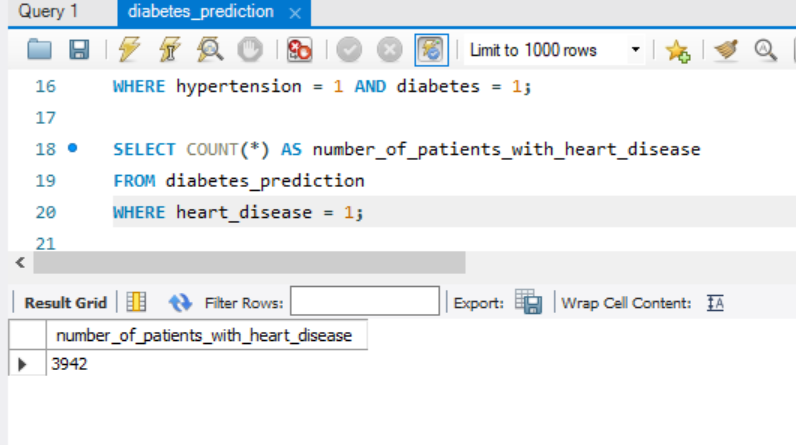 Query 1 diabetes_prediction
Limit to 1000 rows
16 WHERE hypertension = 1 AND diabetes = 1;
17
18 SELECT COUNT(*) AS number_of_patients_with_heart_disease
19 FROM diabetes_prediction
20 WHERE heart_disease = 1;
21
Result Grid Filter Rows: Export: Wrap Cell Content:
number_of_patients_with_heart_disease
3942